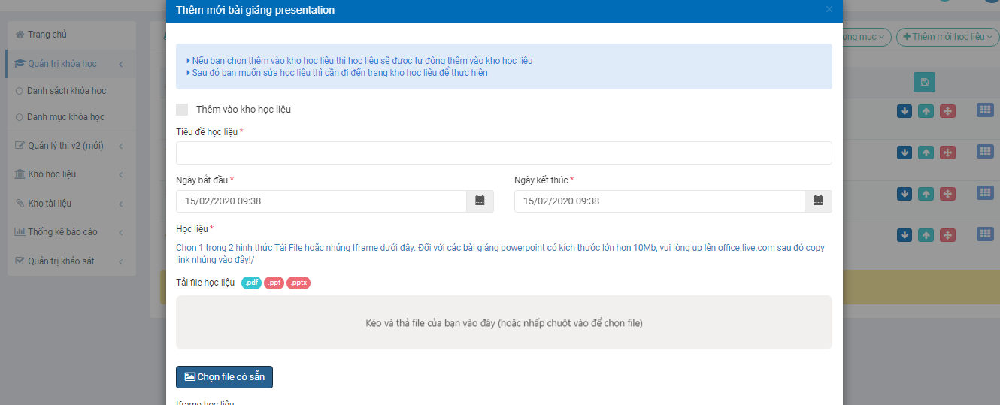 Thêm mới bài giảng presentation
×
Trang chủ
Quản trị khóa học
Danh sách khóa học
Danh mục khóa học
Quản lý thi v2 (mới)
Kho học liệu
Kho tài liệu
Thống kê báo cáo
Quản trị khảo sát
mục
Thêm mới học liệu
Nếu bạn chọn thêm vào kho học liệu thì học liệu sẽ được tự động thêm vào kho học liệu
Sau đó bạn muốn sửa học liệu thì cần đi đến trang kho học liệu để thực hiện
Thêm vào kho học liệu
Tiêu đề học liệu *
Ngày bắt đầu *
Ngày kết thúc *
15/02/2020 09:38
15/02/2020 09:38
Học liệu *
Chọn 1 trong 2 hình thức Tải File hoặc nhúng Iframe dưới đây. Đối với các bài giảng powerpoint có kích thước lớn hơn 10Mb, vui lòng up lên office.live.com sau đó copy
link nhúng vào đây!/
Tải file học liệu .pdf .ppt .pptx
Kéo và thả file của bạn vào đây (hoặc nhấp chuột vào để chọn file)
Chọn file có sẵn
Iframe học liệu